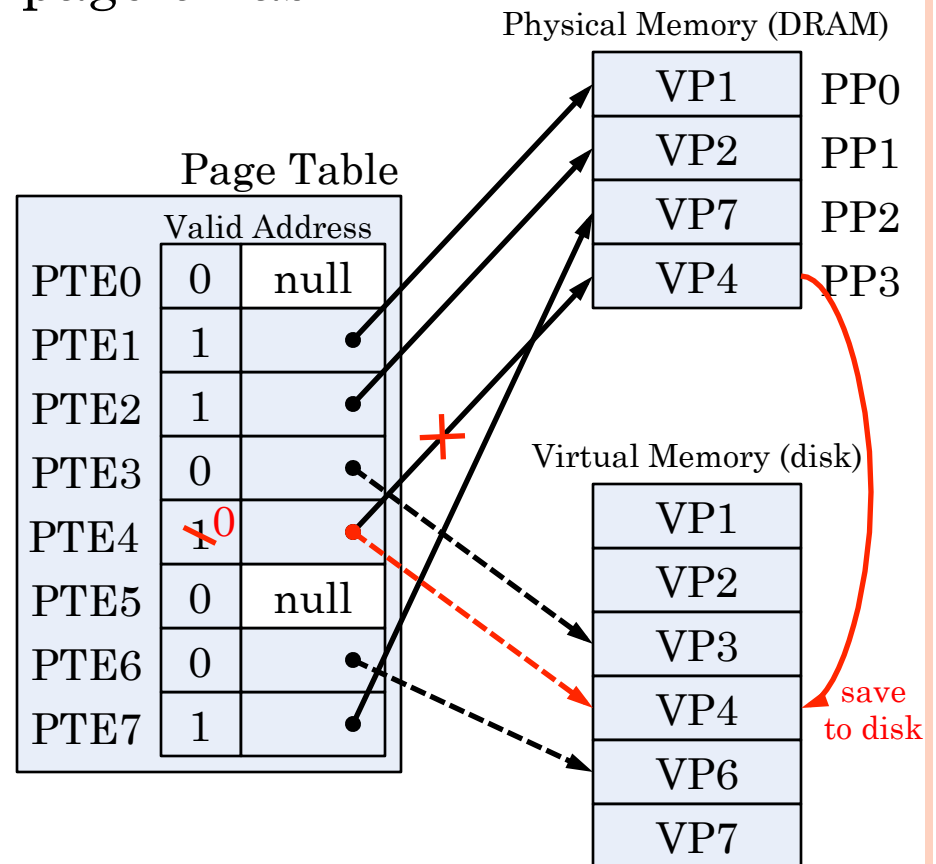 Physical Memory (DRAM)
VP1 PP0
VP2 PP1
VP7 PP2
VP4 PP3
Page Table
Valid Address
PTE0 0 null
PTE1 1
PTE2 1
PTE3 0
PTE4 1 0
PTE5 0 null
PTE6 0
PTE7 1
Virtual Memory (disk)
VP1
VP2
VP3
VP4
VP6
VP7
save
to disk